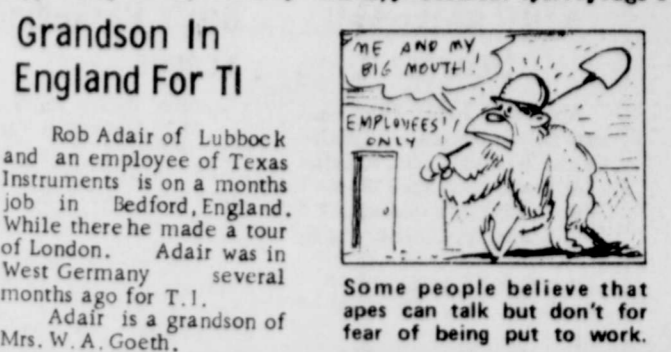 Grandson In
England For TI
Rob Adair of Lubbock
and an employee of Texas
Instruments is on a months
job in Bedford, England.
While there he made a tour
of London. Adair was in
West Germany several
months ago for T.I.
Adair is a grandson of
Mrs. W. A. Goeth.
ME AND MY
BIG MOUTH!
EMPLOYEES'
ONLY
Some people believe that
apes can talk but don't for
fear of being put to work.